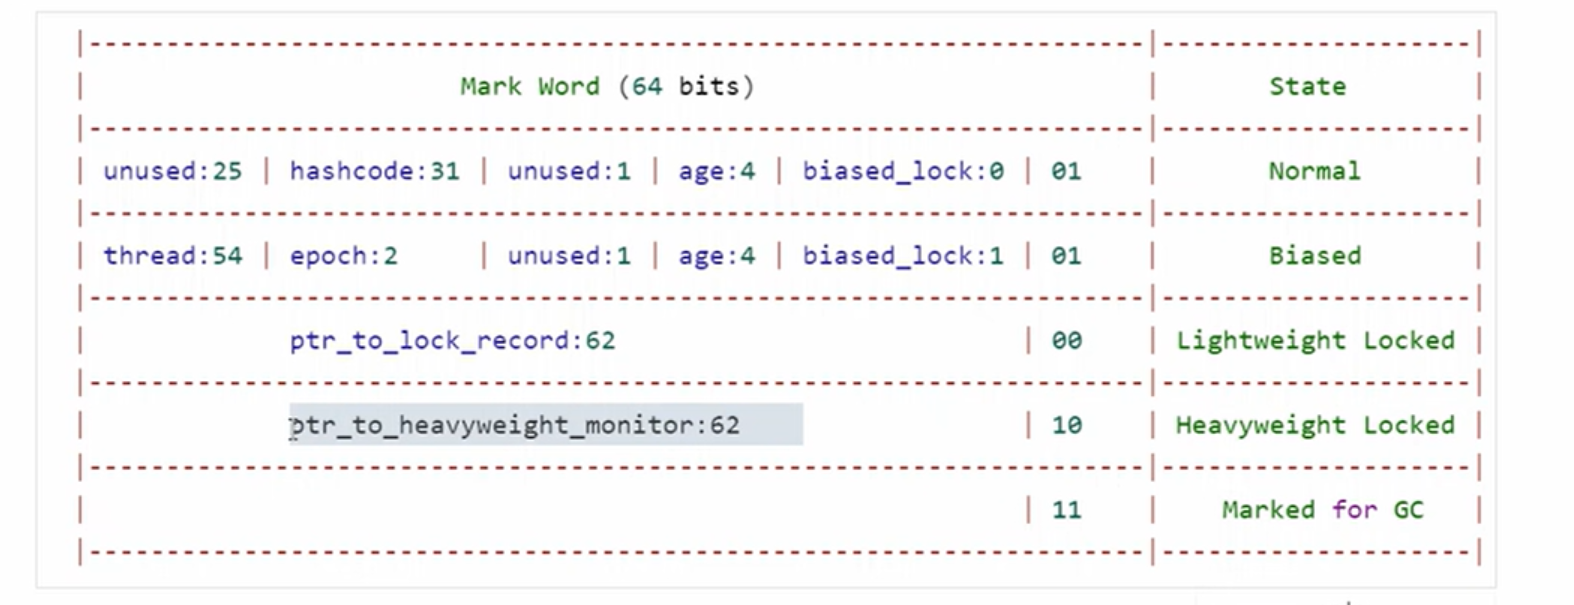 |---------------------------------------------------------------------|--------------------|
| Mark Word (64 bits) | State |
|---------------------------------------------------------------------|--------------------|
| unused:25 | hashcode:31 | unused:1 | age:4 | biased_lock:0 | 01 | Normal |
|---------------------------------------------------------------------|--------------------|
| thread:54 | epoch:2 | unused:1 | age:4 | biased_lock:1 | 01 | Biased |
|---------------------------------------------------------------------|--------------------|
| ptr_to_lock_record:62 | 00 | Lightweight Locked |
|---------------------------------------------------------------------|--------------------|
| ptr_to_heavyweight_monitor:62 | 10 | Heavyweight Locked |
|---------------------------------------------------------------------|--------------------|
| | 11 | Marked for GC |
|---------------------------------------------------------------------|--------------------|